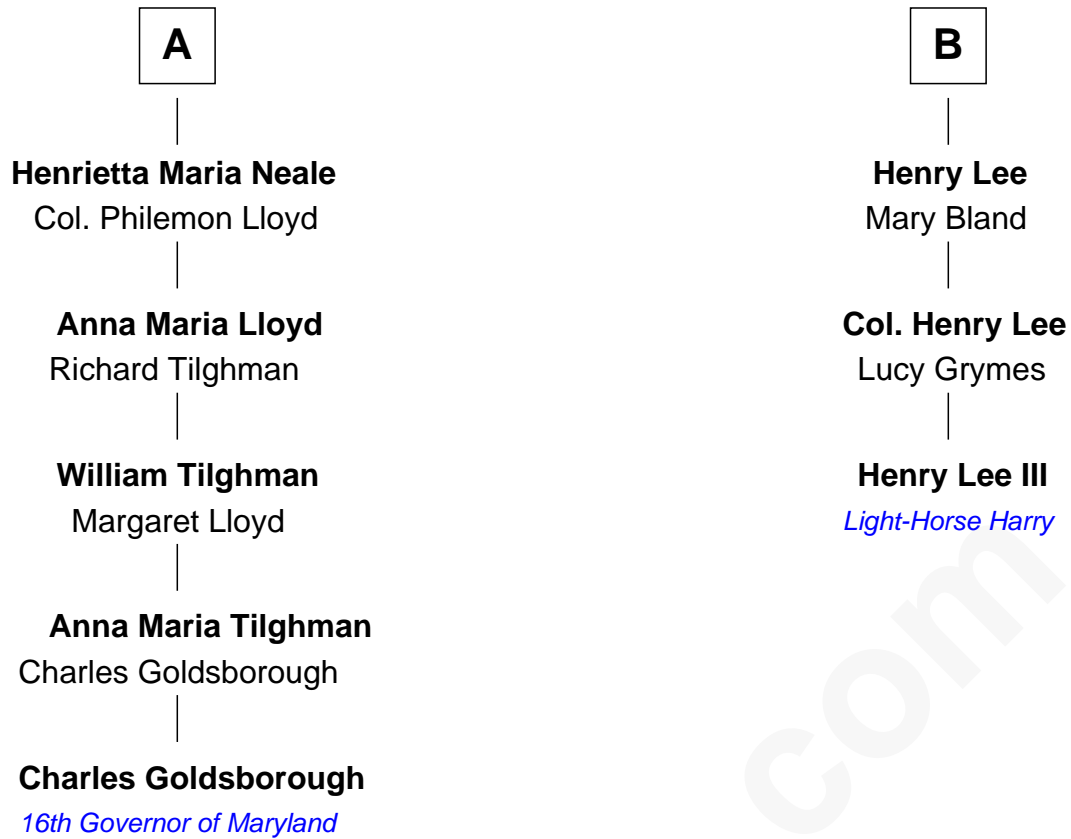 A
Henrietta Maria Neale
Col. Philemon Lloyd
Anna Maria Lloyd
Richard Tilghman
William Tilghman
Margaret Lloyd
Anna Maria Tilghman
Charles Goldsborough
Charles Goldsborough
16th Governor of Maryland
B
Henry Lee
Mary Bland
Col. Henry Lee
Lucy Grymes
Henry Lee III
Light-Horse Harry
com